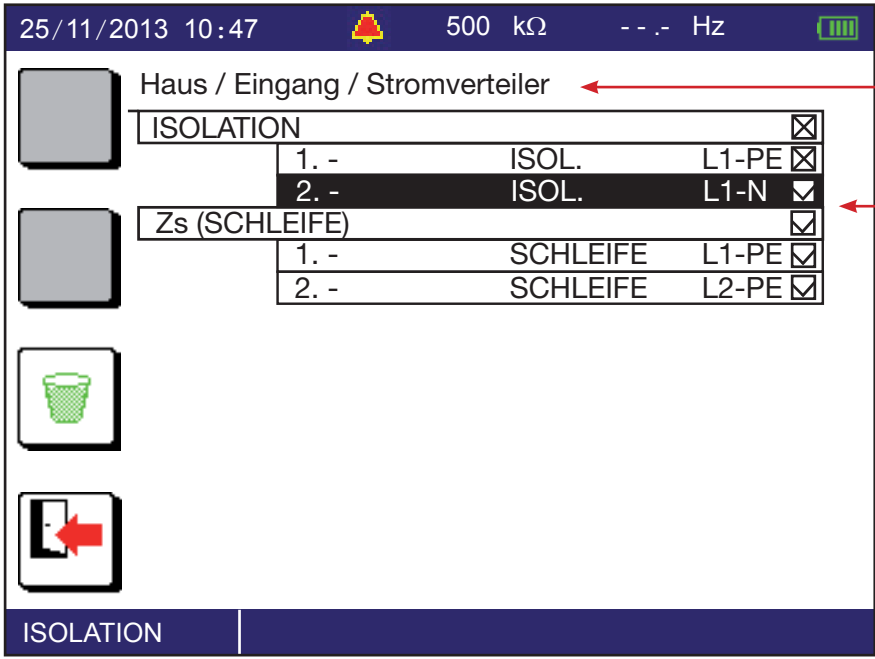 25/11/2013 10:47 500 kΩ - - .- Hz
Haus / Eingang / Stromverteiler
ISOLATION
1. - ISOL. L1-PE
2. - ISOL. L1-N
Zs (SCHLEIFE)
1. - SCHLEIFE L1-PE
2. - SCHLEIFE L2-PE
ISOLATION